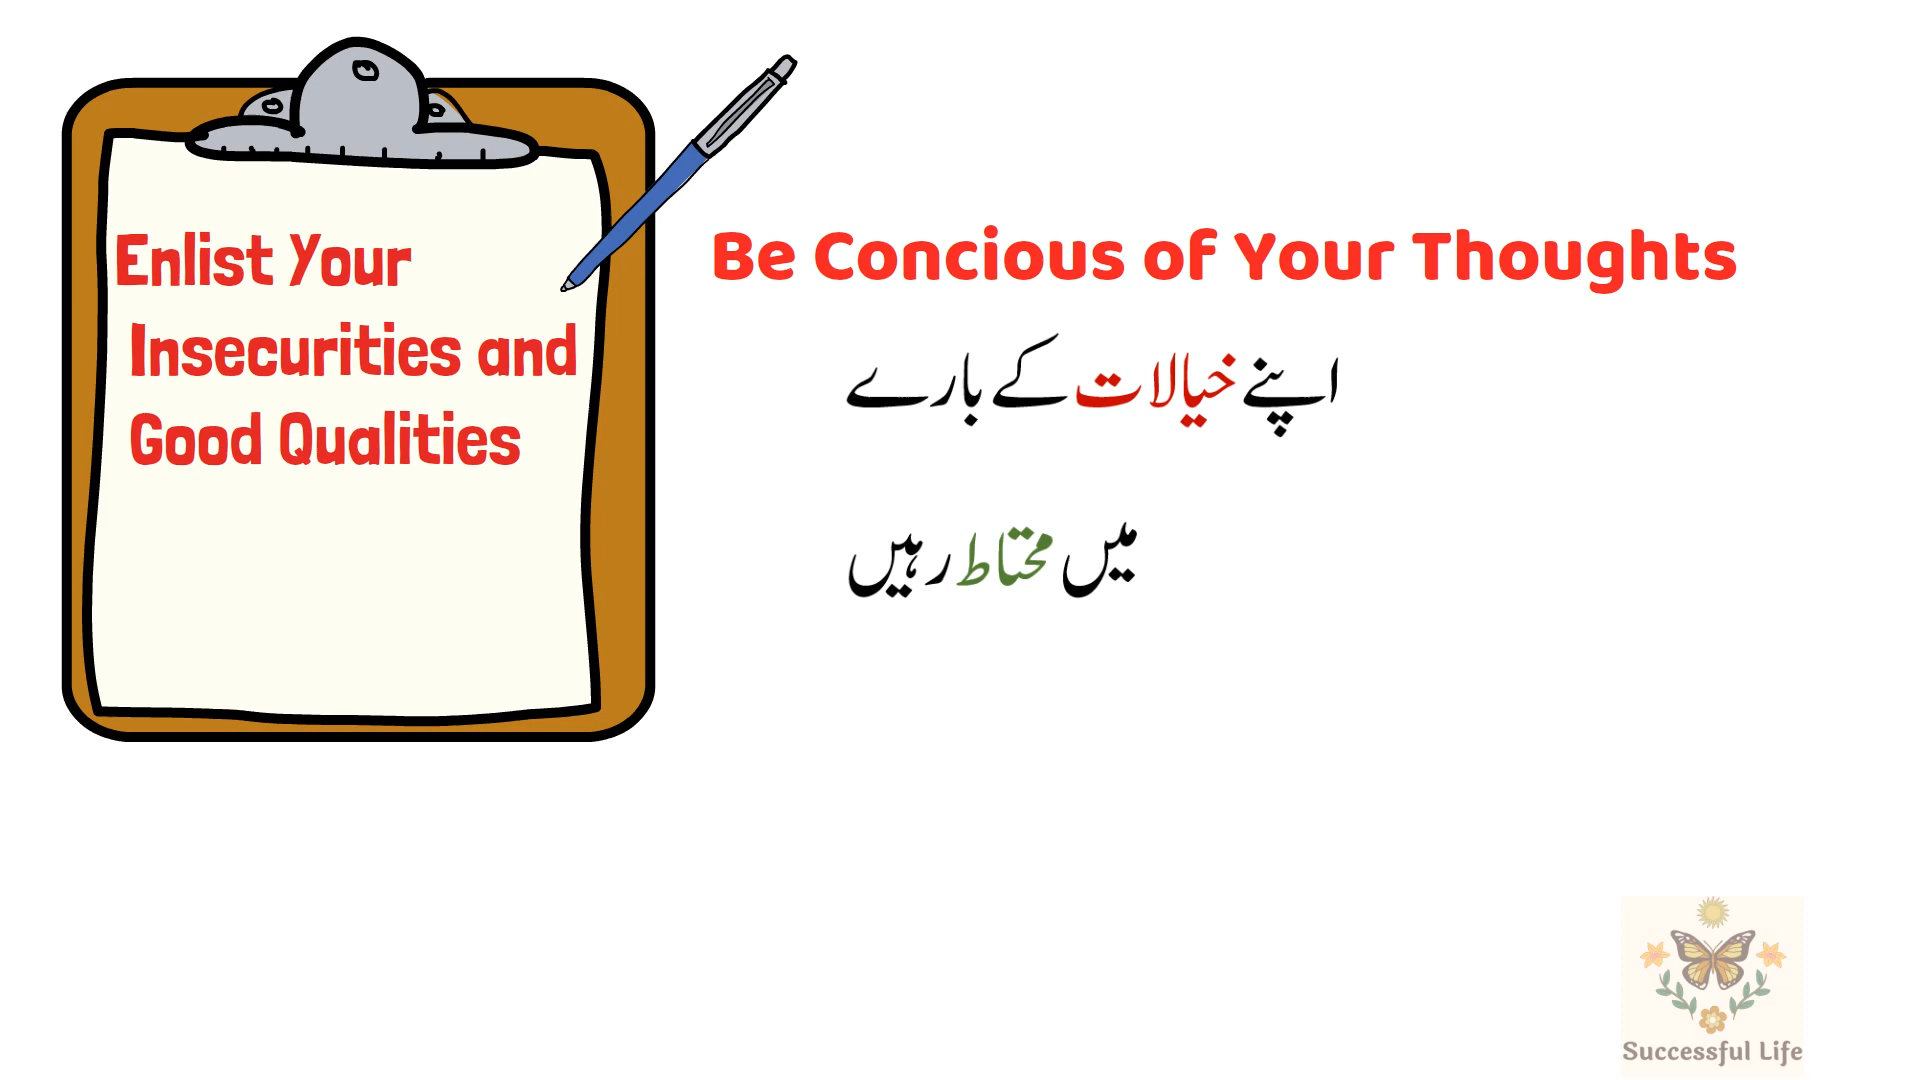 Enlist Your
Insecurities and
Good Qualities
Be Concious of Your Thoughts
اپنے خیالات کے بارے
میں محتاط رہیں
Successful Life